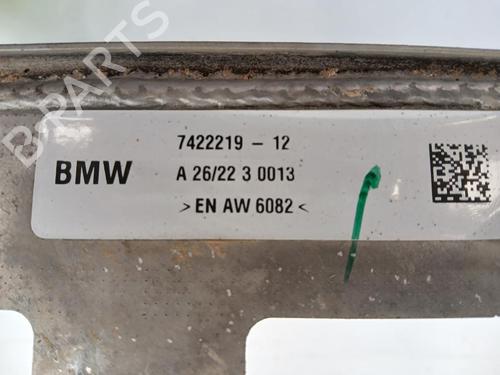 7422219 - 12
BMW
A 26/22 3 0013
>EN AW 6082<
B-PARTS